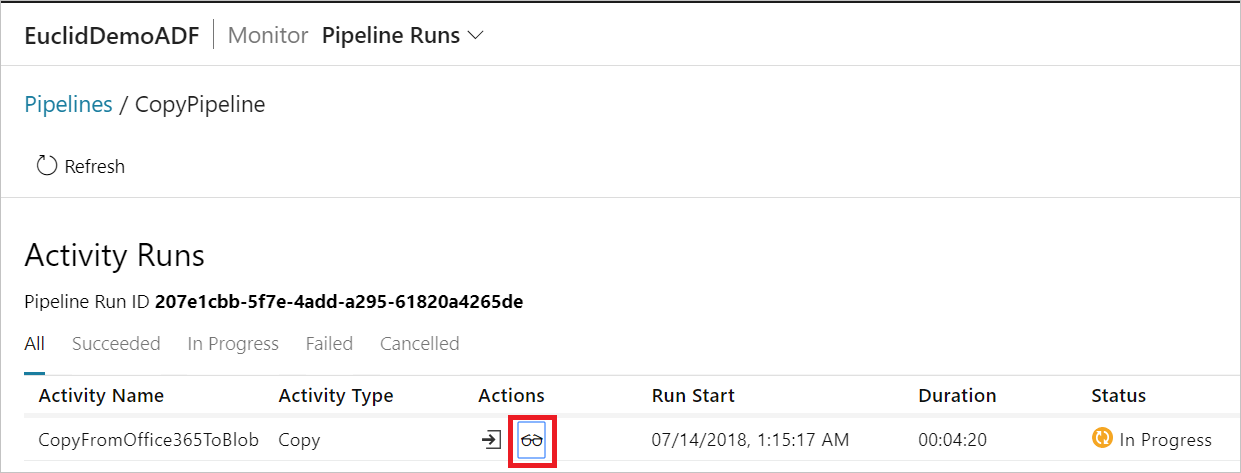 EuclidDemoADF Monitor Pipeline Runs
Pipelines / CopyPipeline
Refresh
Activity Runs
Pipeline Run ID 207e1cbb-5f7e-4add-a295-61820a4265de
All Succeeded In Progress Failed Cancelled
Activity Name Activity Type Actions Run Start Duration Status
CopyFromOffice365ToBlob Copy 07/14/2018, 1:15:17 AM 00:04:20 In Progress